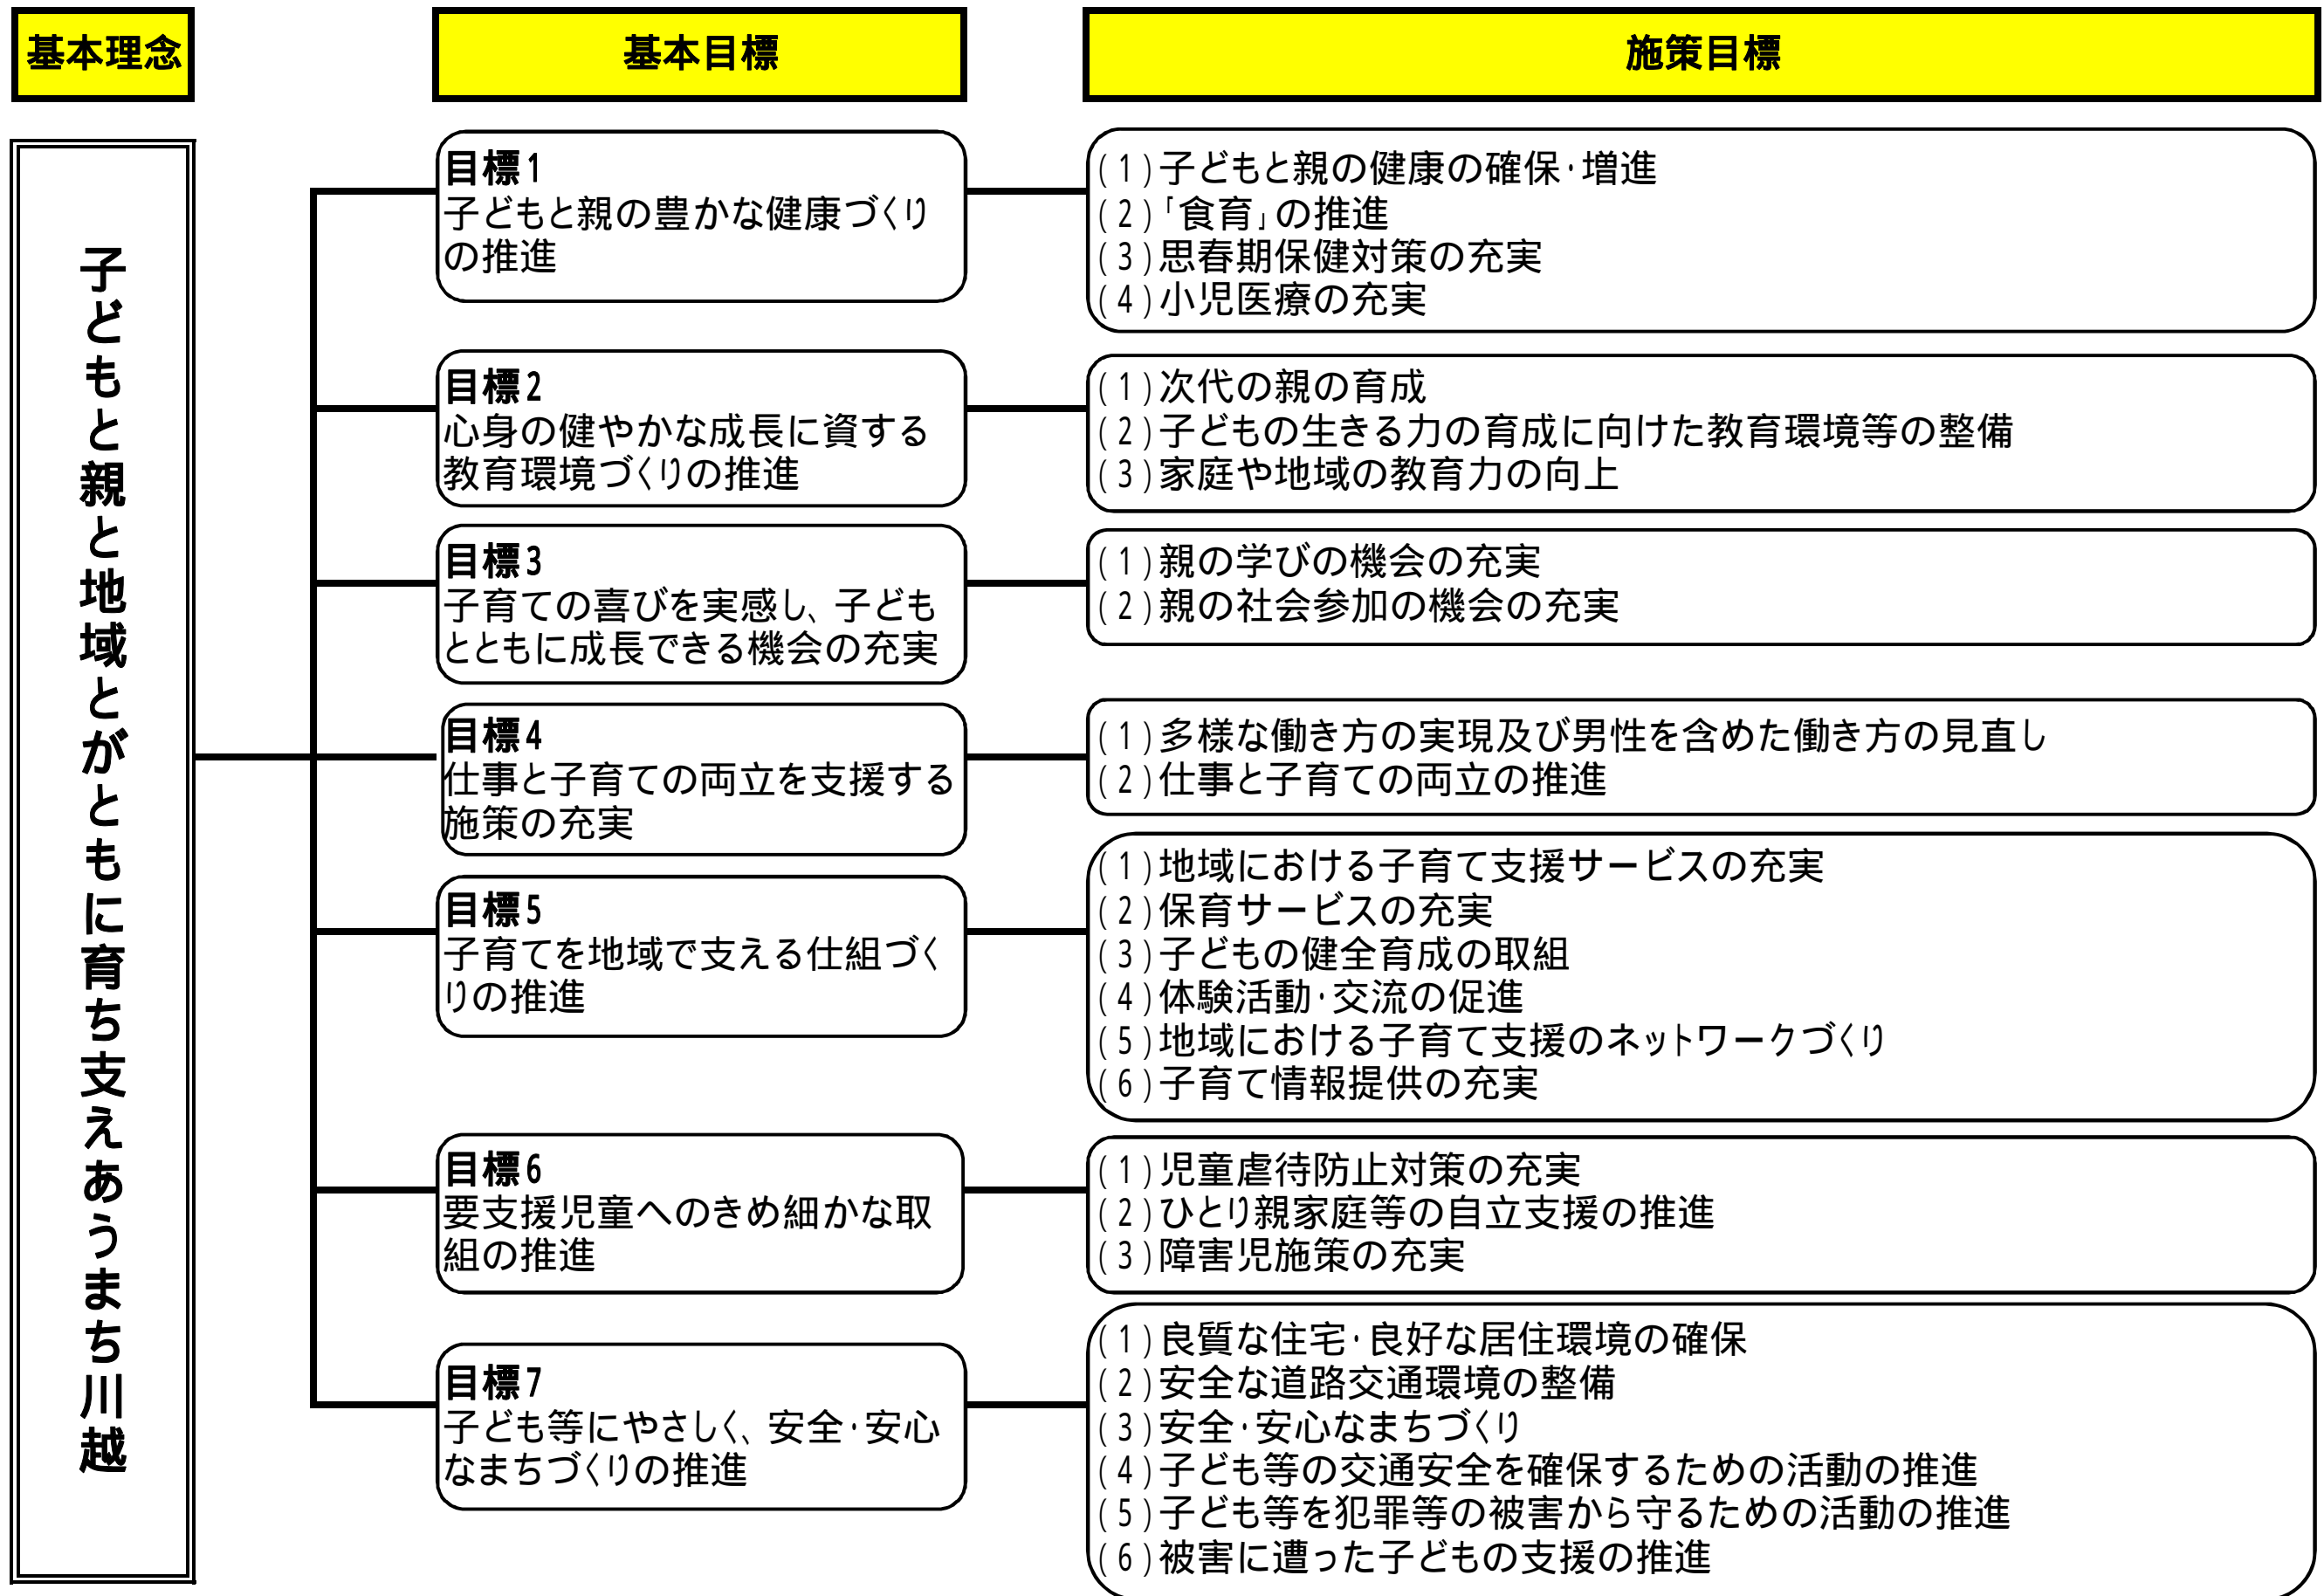 基本理念
基本目標
施策目標
子どもと親と地域とがともに育ち支えあうまち川越
目標1
子どもと親の豊かな健康づくり
の推進
(1)子どもと親の健康の確保・増進
(2)「食育」の推進
(3)思春期保健対策の充実
(4)小児医療の充実
目標2
心身の健やかな成長に資する
教育環境づくりの推進
(1)次代の親の育成
(2)子どもの生きる力の育成に向けた教育環境等の整備
(3)家庭や地域の教育力の向上
目標3
子育ての喜びを実感し、子ども
とともに成長できる機会の充実
(1)親の学びの機会の充実
(2)親の社会参加の機会の充実
目標4
仕事と子育ての両立を支援する
施策の充実
(1)多様な働き方の実現及び男性を含めた働き方の見直し
(2)仕事と子育ての両立の推進
目標5
子育てを地域で支える仕組づく
りの推進
(1)地域における子育て支援サービスの充実
(2)保育サービスの充実
(3)子どもの健全育成の取組
(4)体験活動・交流の促進
(5)地域における子育て支援のネットワークづくり
(6)子育て情報提供の充実
目標6
要支援児童へのきめ細かな取
組の推進
(1)児童虐待防止対策の充実
(2)ひとり親家庭等の自立支援の推進
(3)障害児施策の充実
目標7
子ども等にやさしく、安全・安心
なまちづくりの推進
(1)良質な住宅・良好な居住環境の確保
(2)安全な道路交通環境の整備
(3)安全・安心なまちづくり
(4)子ども等の交通安全を確保するための活動の推進
(5)子ども等を犯罪等の被害から守るための活動の推進
(6)被害に遭った子どもの支援の推進